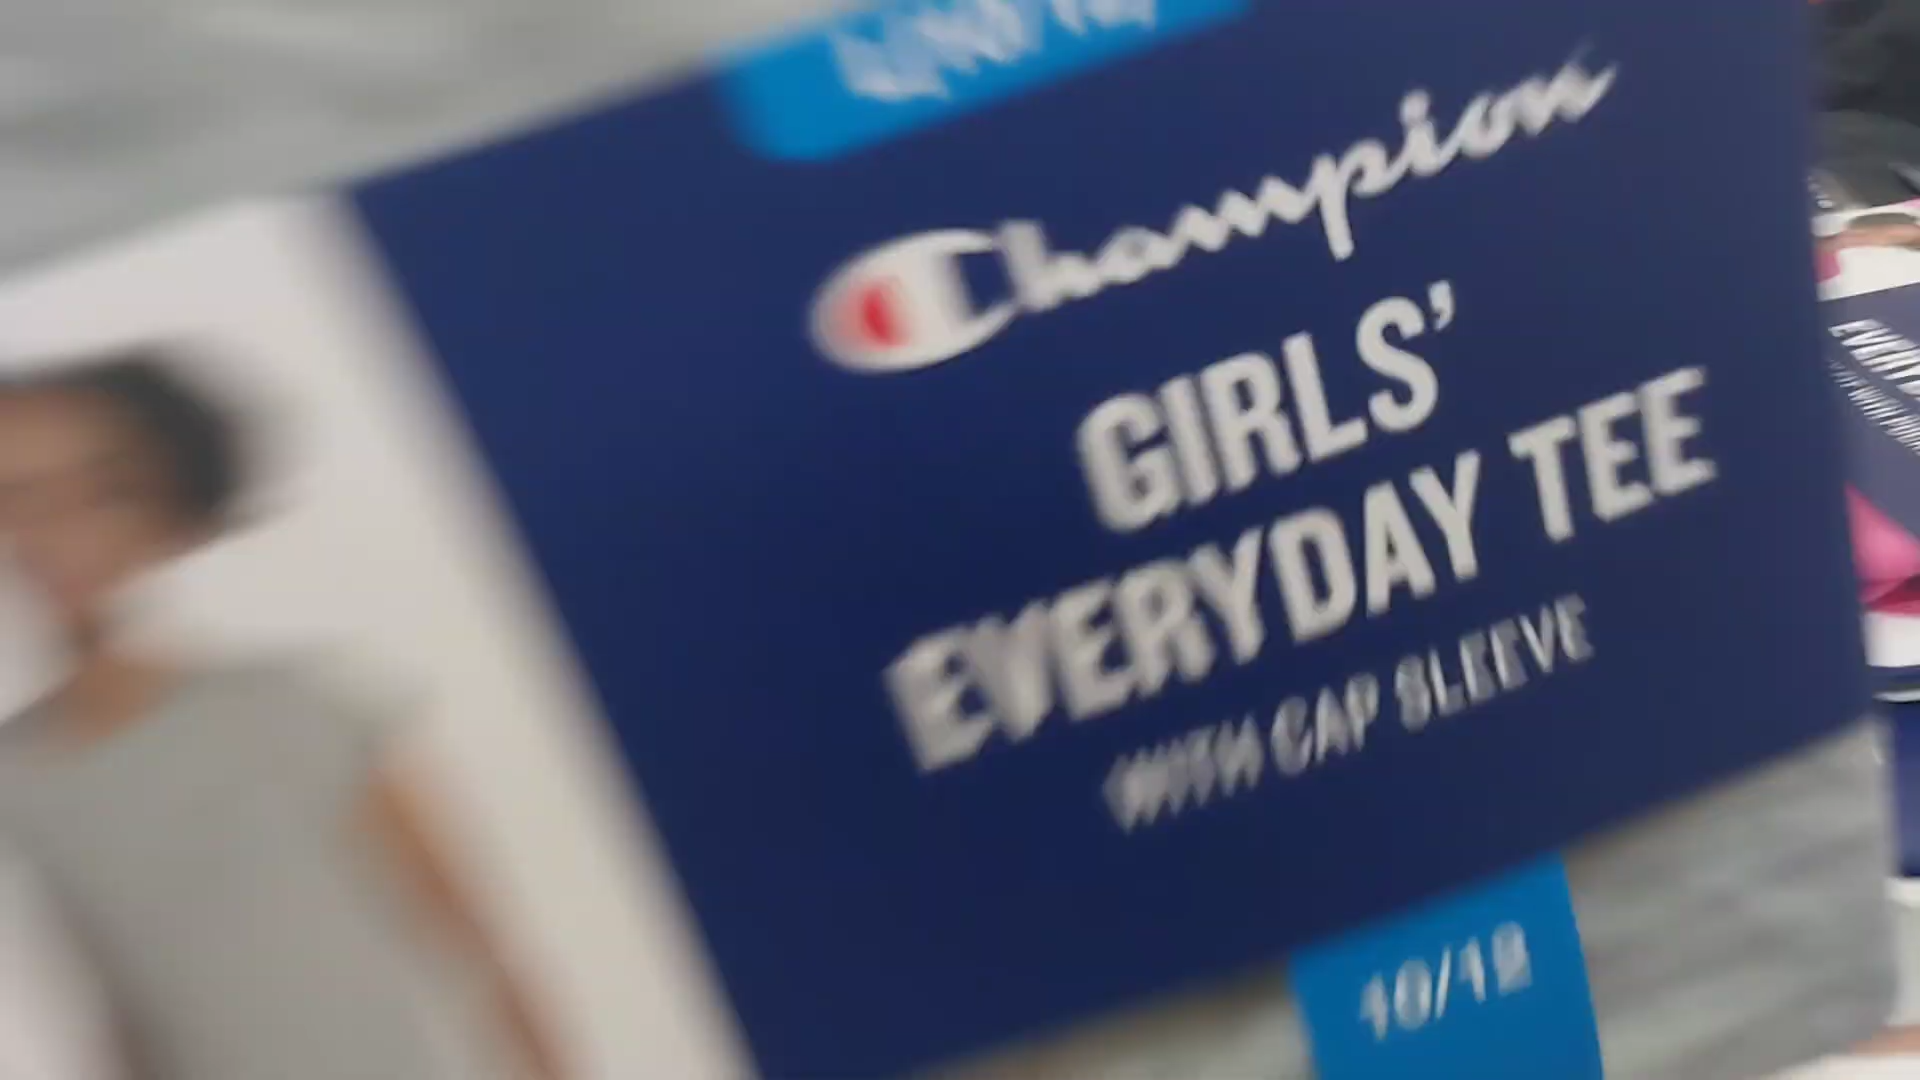 Champion
GIRLS'
EVERYDAY TEE
WITH CAP SLEEVE
10/12